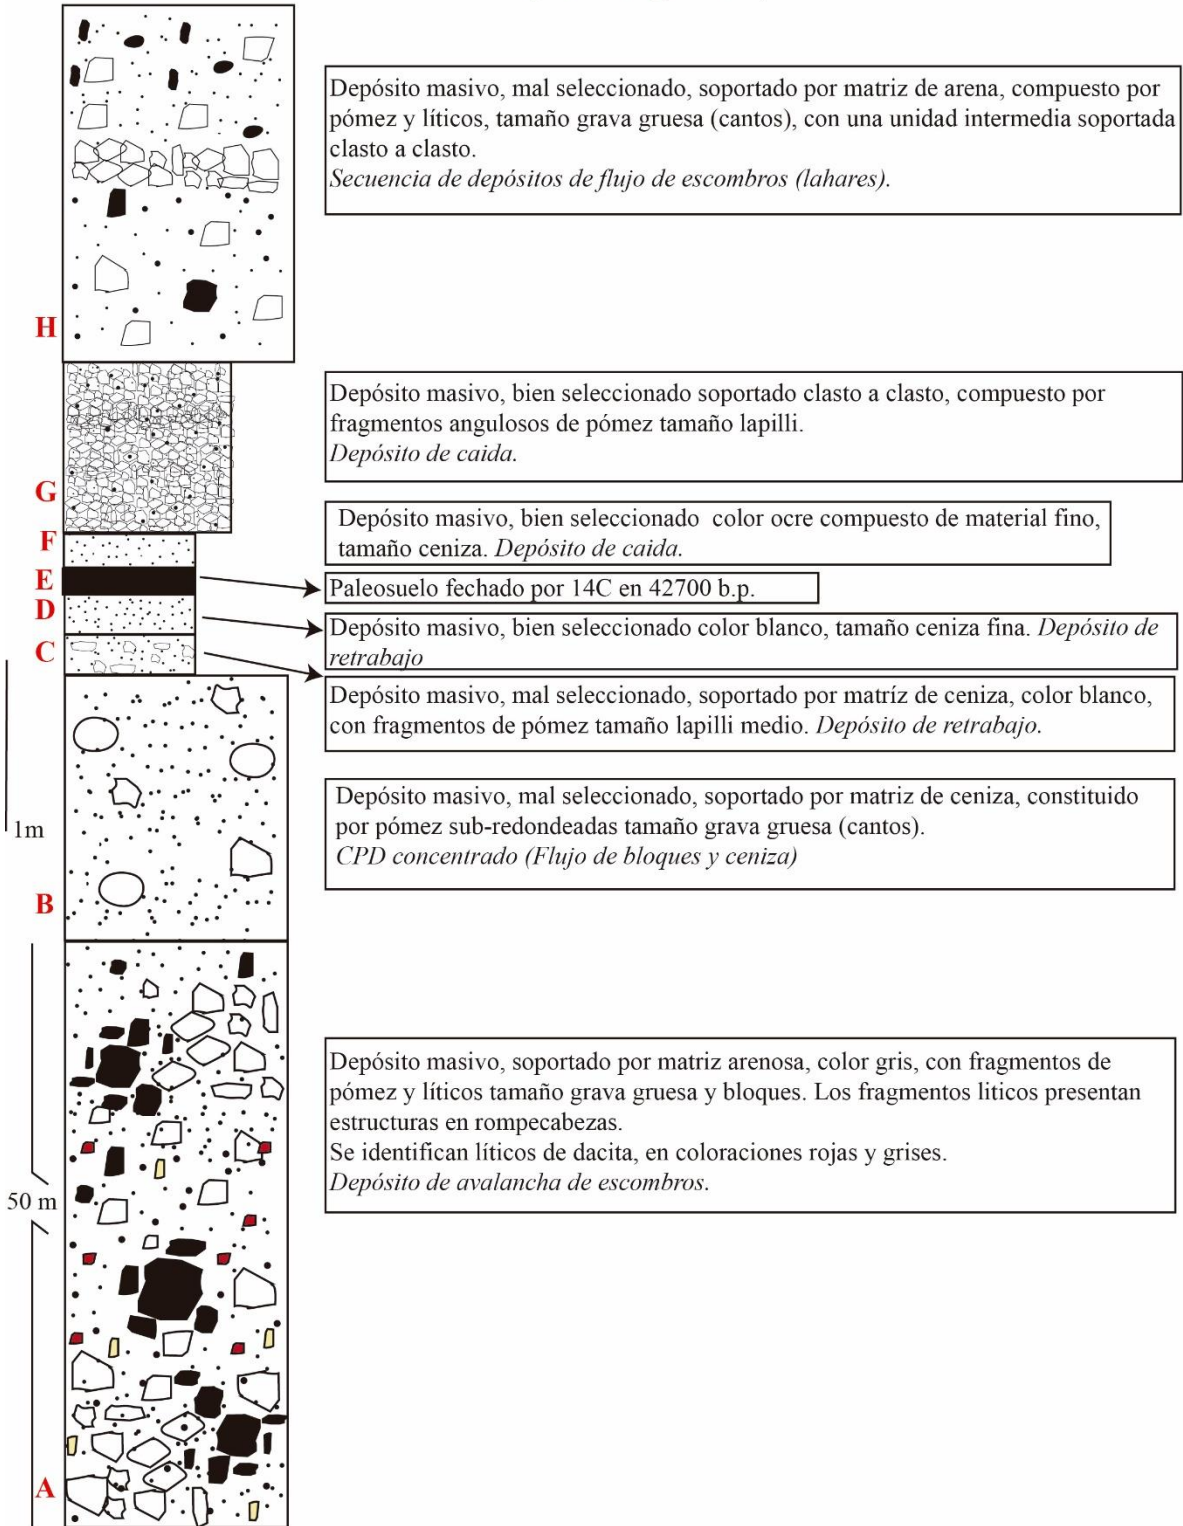 Depósito masivo, mal seleccionado, soportado por matriz de arena, compuesto por
pómez y líticos, tamaño grava gruesa (cantos), con una unidad intermedia soportada
clasto a clasto.
Secuencia de depósitos de flujo de escombros (lahares).
H
Depósito masivo, bien seleccionado soportado clasto a clasto, compuesto por
fragmentos angulosos de pómez tamaño lapilli.
Depósito de caida.
G
Depósito masivo, bien seleccionado color ocre compuesto de material fino,
tamaño ceniza. Depósito de caida.
F
E
Paleosuelo fechado por 14C en 42700 b.p.
D
Depósito masivo, bien seleccionado color blanco, tamaño ceniza fina. Depósito de
retrabajo
C
Depósito masivo, mal seleccionado, soportado por matríz de ceniza, color blanco,
con fragmentos de pómez tamaño lapilli medio. Depósito de retrabajo.
1m
Depósito masivo, mal seleccionado, soportado por matriz de ceniza, constituido
por pómez sub-redondeadas tamaño grava gruesa (cantos).
CPD concentrado (Flujo de bloques y ceniza)
B
Depósito masivo, soportado por matriz arenosa, color gris, con fragmentos de
pómez y líticos tamaño grava gruesa y bloques. Los fragmentos liticos presentan
estructuras en rompecabezas.
Se identifican líticos de dacita, en coloraciones rojas y grises.
Depósito de avalancha de escombros.
50 m
A